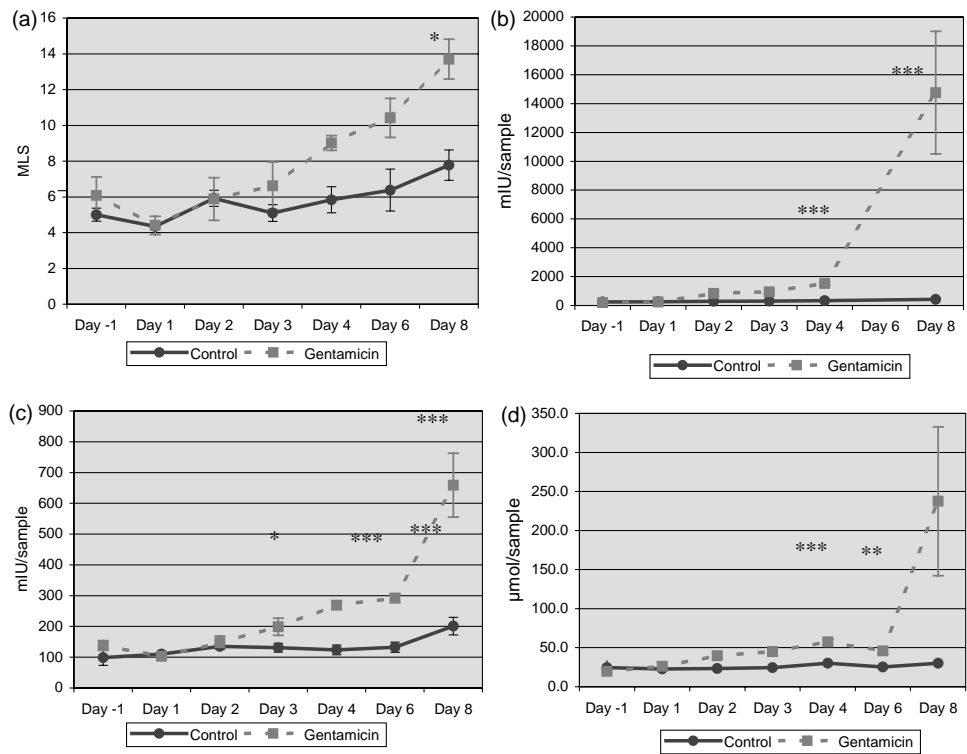 (a)
MLS
16
14
12
10
8
6
4
2
0
*
Day -1 Day 1 Day 2 Day 3 Day 4 Day 6 Day 8
Control Gentamicin
(b)
mIU/sample
20000
18000
16000
14000
12000
10000
8000
6000
4000
2000
0
***
***
Day -1 Day 1 Day 2 Day 3 Day 4 Day 6 Day 8
Control Gentamicin
(c)
mIU/sample
900
800
700
600
500
400
300
200
100
0
***
* *** ***
Day -1 Day 1 Day 2 Day 3 Day 4 Day 6 Day 8
Control Gentamicin
(d)
µmol/sample
350.0
300.0
250.0
200.0
150.0
100.0
50.0
0.0
*** **
Day -1 Day 1 Day 2 Day 3 Day 4 Day 6 Day 8
Control Gentamicin